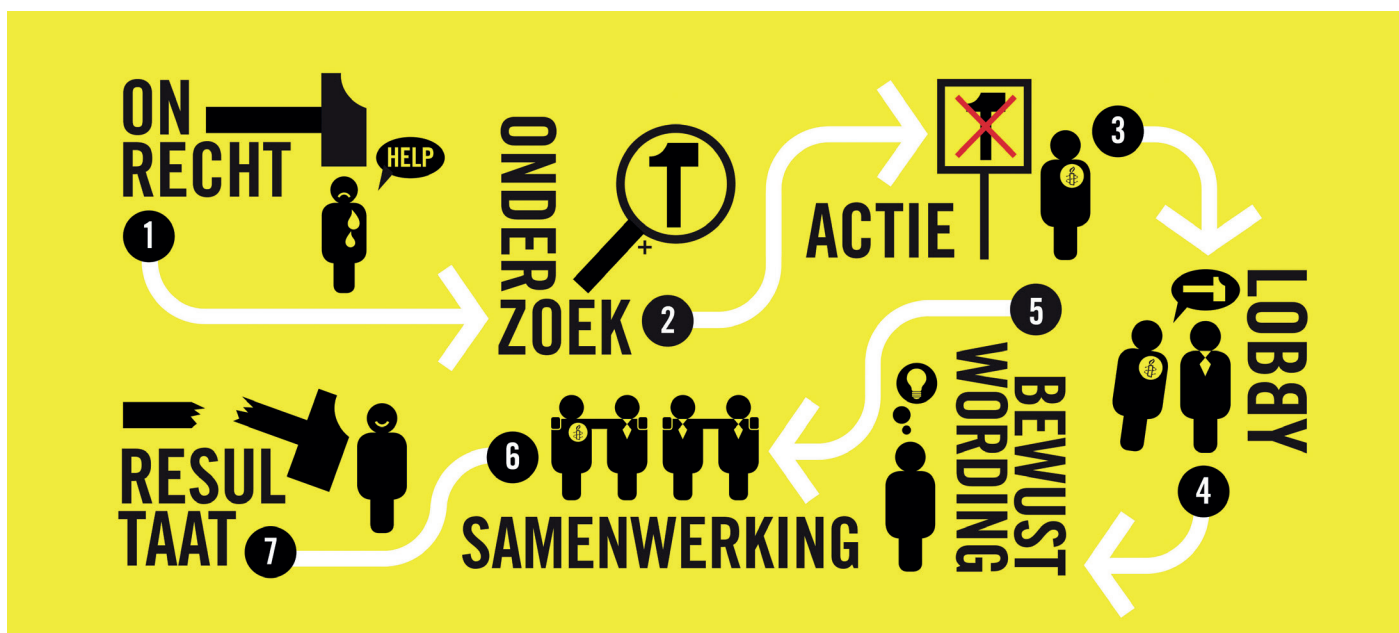 ON
RECHT
HELP
1
ONDER
ZOEK
2
ACTIE
3
LOBBY
4
BEWUST
WORDING
5
SAMENWERKING
6
RESUL
TAAT
7